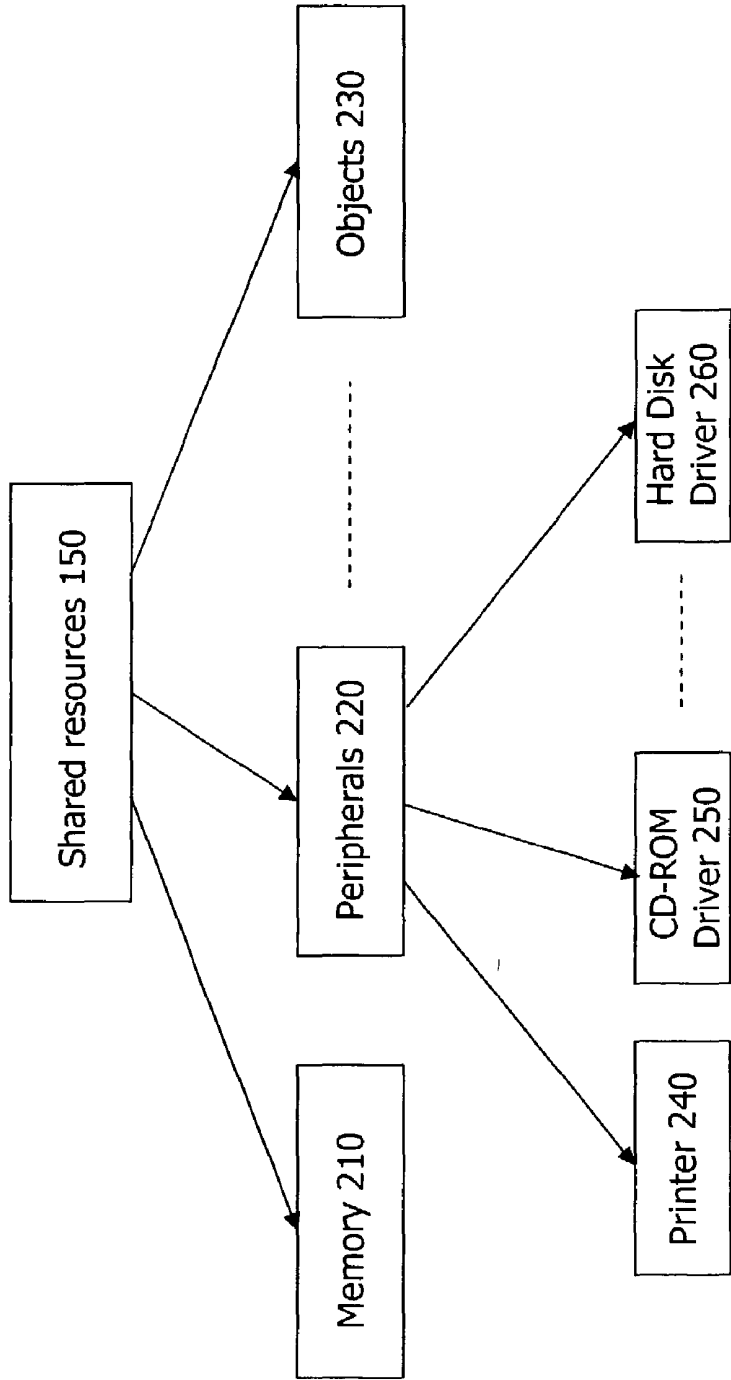 Shared resources 150
Memory 210
Peripherals 220
Objects 230
Printer 240
CD-ROM
Driver 250
Hard Disk
Driver 260